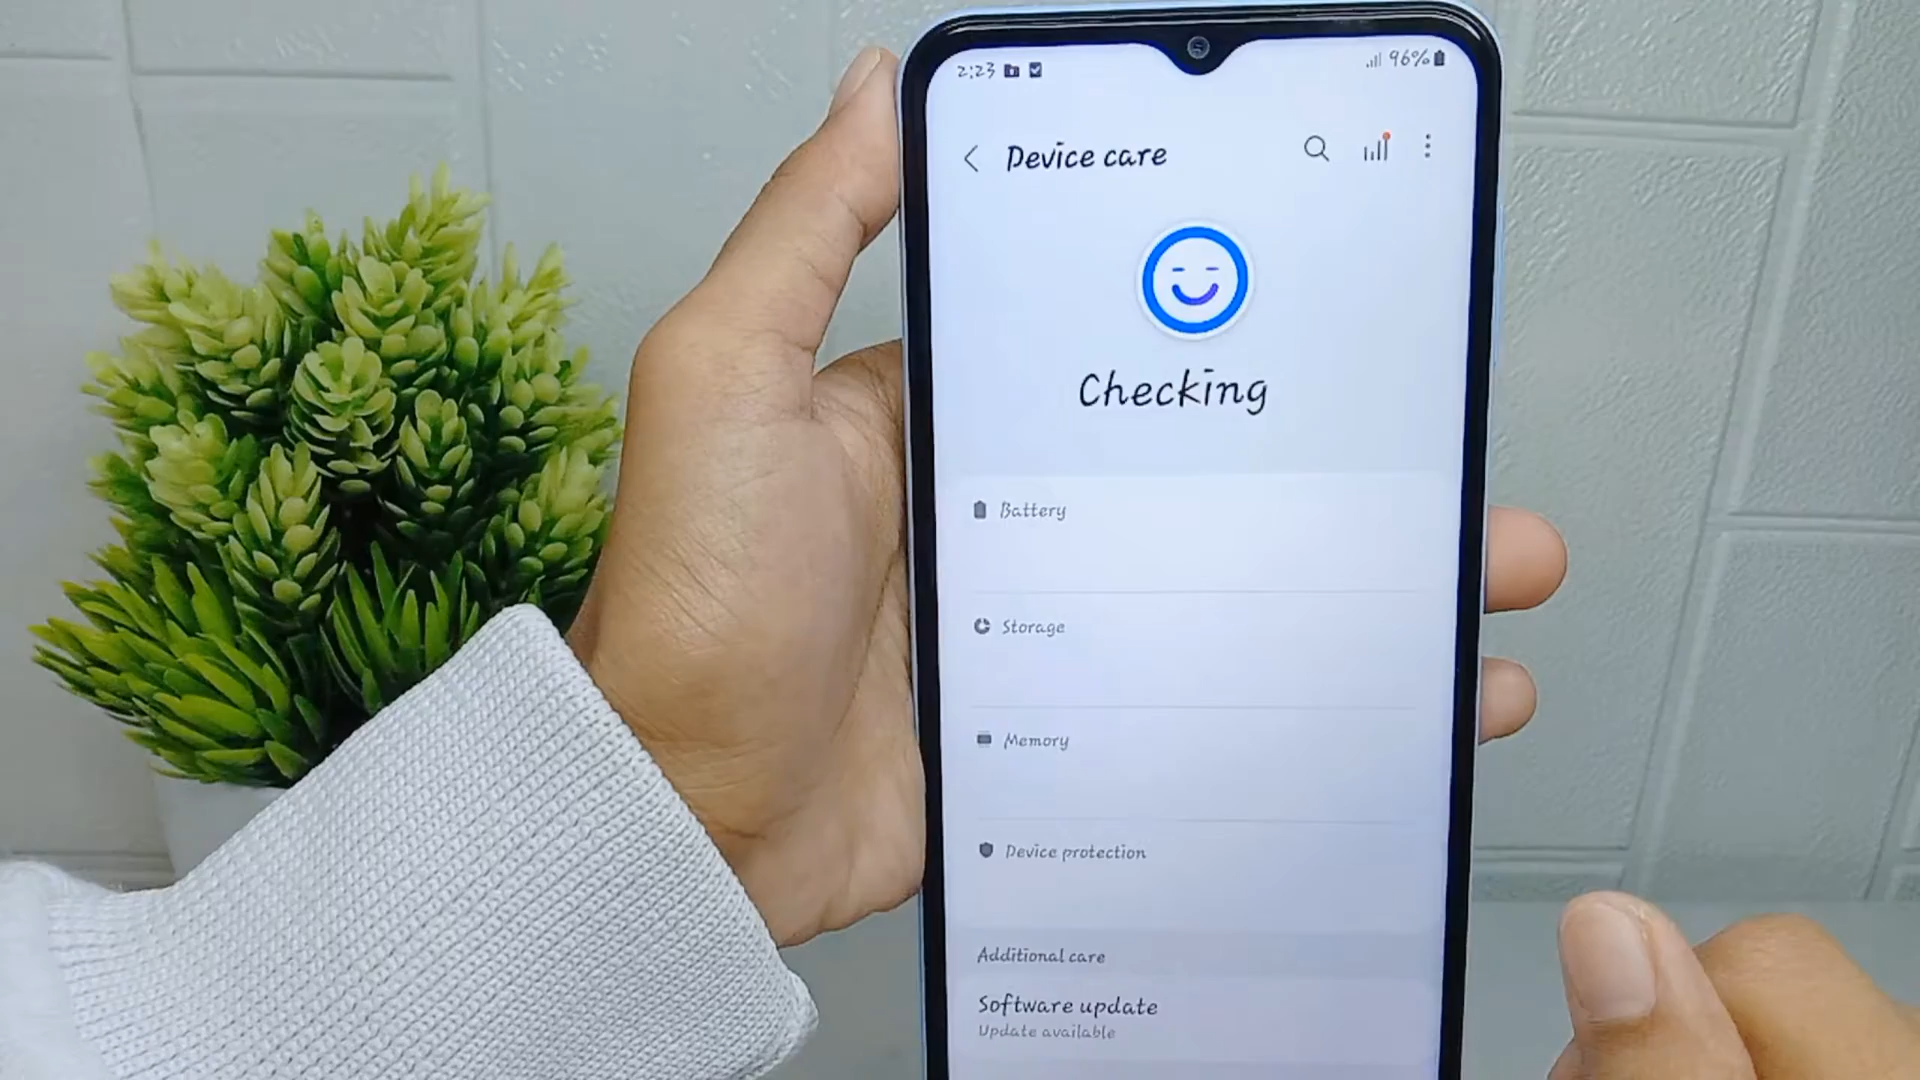 2:23
96%
Device care
Checking
Battery
Storage
Memory
Device protection
Additional care
Software update
Update available